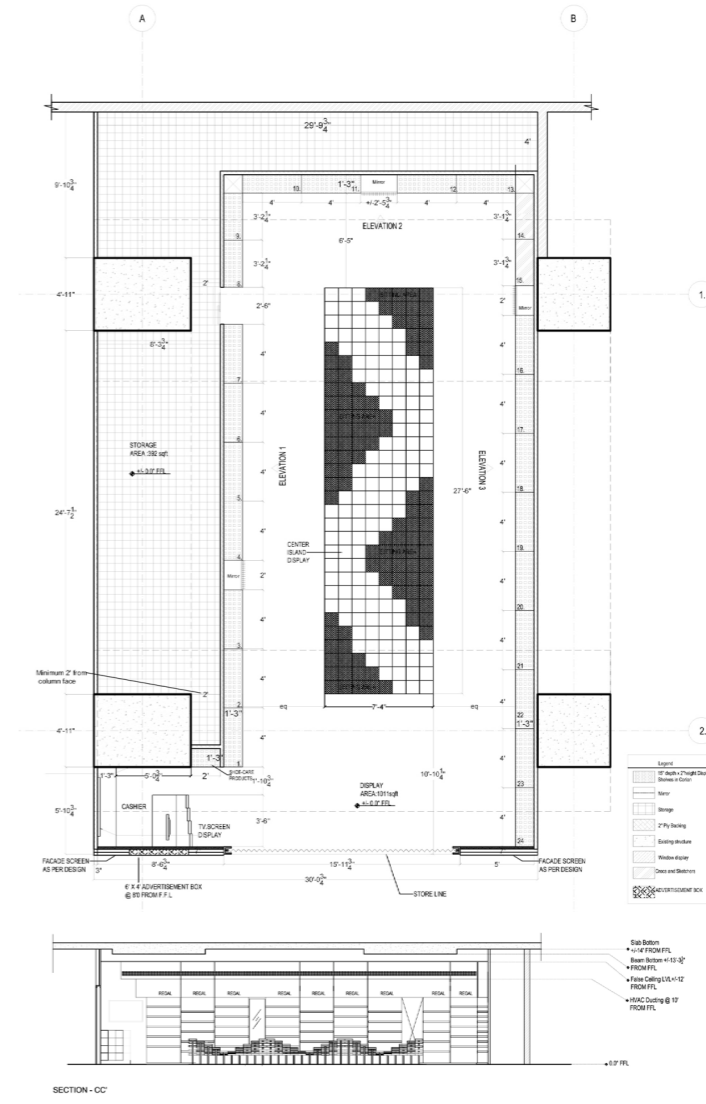 A
B
29'-9 3/4"
4'
9'-10 3/4"
10.
1'-3"
11.
Mirror
12.
13.
4'
4'
+/-2'-5 3/4"
4'
4'
3'-2 1/4"
3'-1 3/4"
ELEVATION 2
9.
14.
6'-5"
3'-2 1/4"
3'-1 3/4"
2'
8.
15.
4'-11"
2'-6"
2'
1.
Mirror
8'-3 3/4"
4'
4'
16.
7.
4'
4'
17.
STORAGE
AREA :392 sqft
6.
+/- 0.0" FFL
4'
ELEVATION 1
ELEVATION 3
4'
5.
27'-6"
18.
24'-7 1/2"
4'
4'
CENTER
ISLAND
DISPLAY
4.
19.
Mirror
2'
4'
20.
3.
4'
4'
21
Minimum 2' from
column face
2'
4'
4'
2.
1'-3"
eq
7'-4"
eq
22.
1'-3"
4'-11"
4'
4'
2.
1'-3"
1.
1'-3"
5'-0 3/4"
2'
SHOE-CARE
PRODUCTS
1'-10 3/4"
10'-10 1/4"
23.
4'
5'-10 3/4"
CASHIER
DISPLAY
AREA:1011sqft
+/- 0.0" FFL
3'-6"
TV.SCREEN
DISPLAY
4'
24.
FACADE SCREEN
AS PER DESIGN
3"
8'-6 3/4"
15'-11 3/4"
5'
FACADE SCREEN
AS PER DESIGN
30'-0 3/4"
6' X 4' ADVERTISEMENT BOX
@ 8'0 FROM F.F.L
STORE LINE
Legend
Mirror
Storage
2" Ply Backing
Existing structure
Window display
ADVERTISEMENT BOX
Slab Bottom
+/-14' FROM FFL
Beam Bottom +/-13'-3 1/2"
FROM FFL
False Ceiling LVL+/-12'
FROM FFL
HVAC Ducting @ 10'
FROM FFL
REGAL REGAL REGAL REGAL REGAL REGAL REGAL REGAL REGAL
0.0" FFL
SECTION - CC'